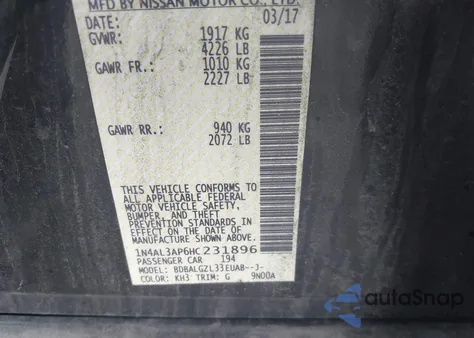 MFD BY NISSAN MOTOR CO., LTD.
DATE: 03/17
GVWR: 1917 KG
4226 LB
GAWR FR.: 1010 KG
2227 LB
GAWR RR.: 940 KG
2072 LB
THIS VEHICLE CONFORMS TO
ALL APPLICABLE FEDERAL
MOTOR VEHICLE SAFETY,
BUMPER, AND THEFT
PREVENTION STANDARDS IN
EFFECT ON THE DATE OF
MANUFACTURE SHOWN ABOVE.
1N4AL3AP6HC231896
PASSENGER CAR 194
MODEL: BDBALGZL33EUAB--J-
COLOR: KH3 TRIM: G 9N00A
autoSnap